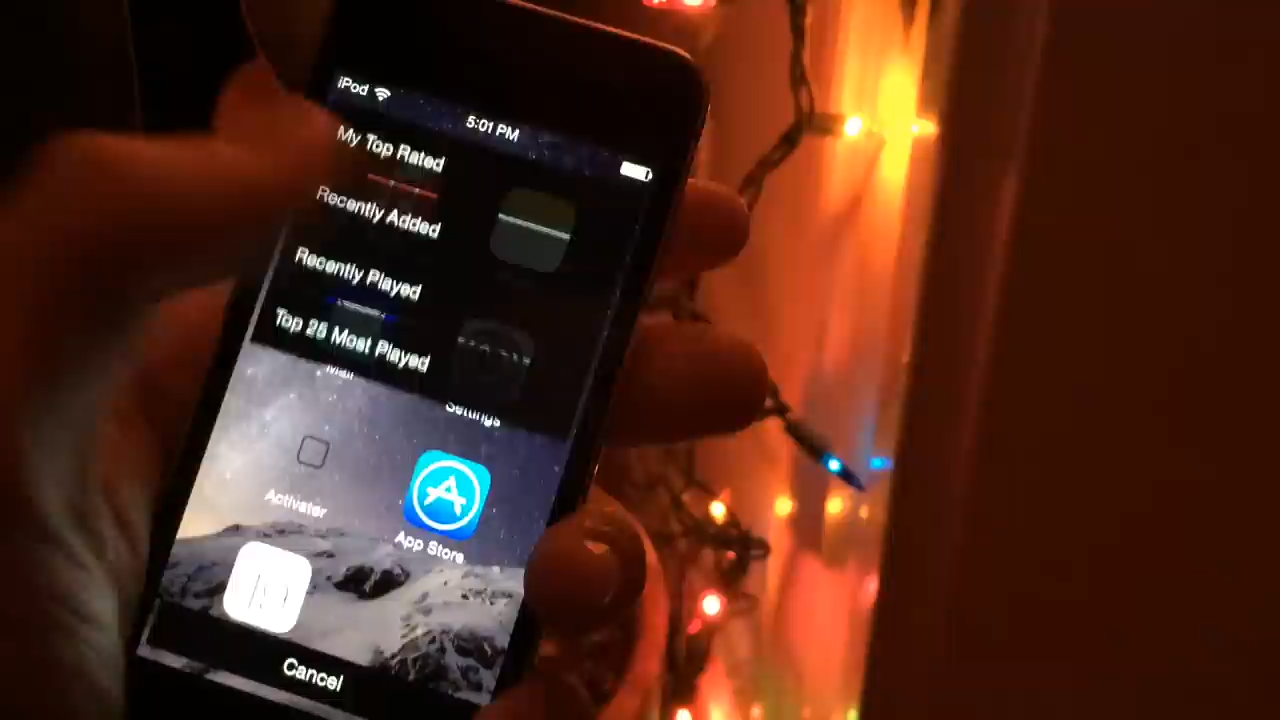 iPod
5:01 PM
My Top Rated
Recently Added
Recently Played
Top 25 Most Played
Mail
Settings
Activator
App Store
Cancel